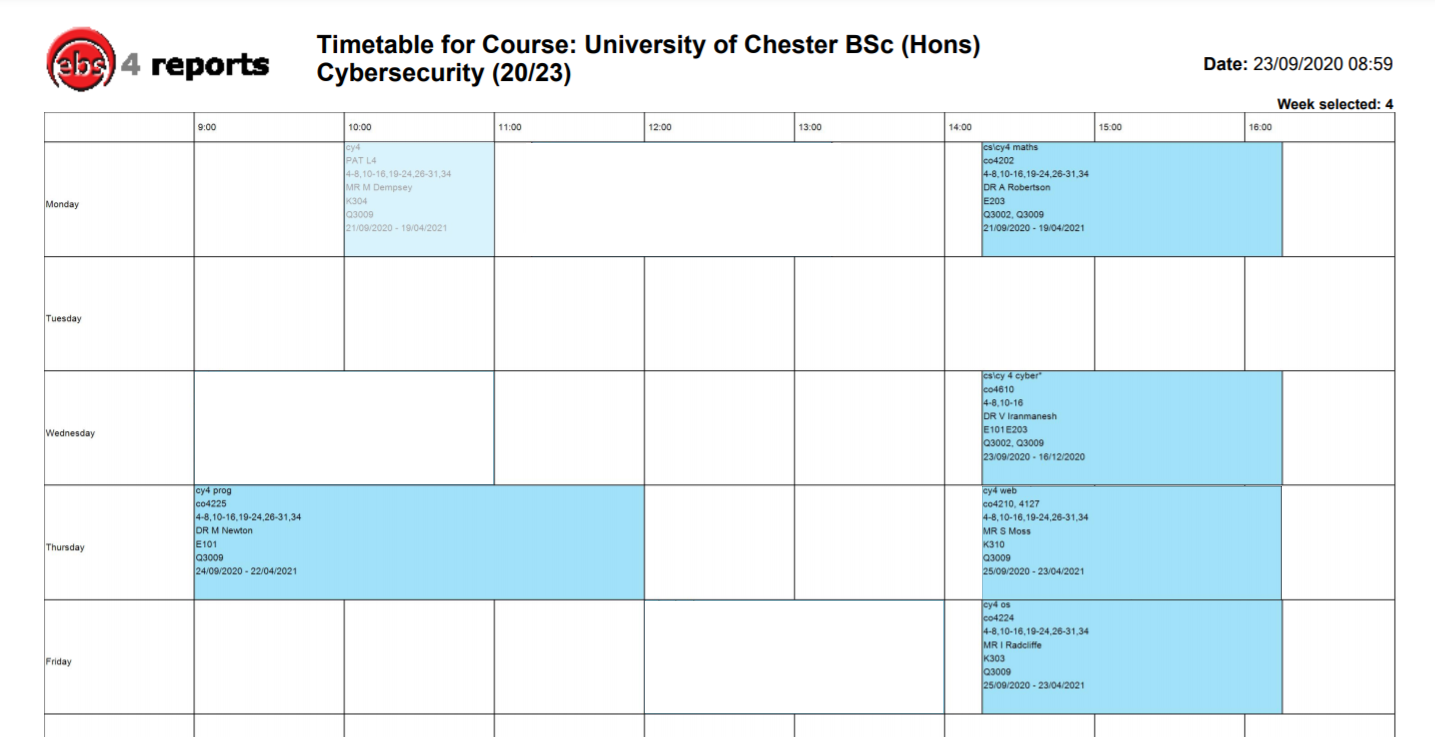 ebs 4 reports
Timetable for Course: University of Chester BSc (Hons)
Cybersecurity (20/23)
Date: 23/09/2020 08:59
Week selected: 4
9:00 10:00 11:00 12:00 13:00 14:00 15:00 16:00
Monday
cy4
PAT L4
4-8,10-16,19-24,26-31,34
MR M Dempsey
K304
Q3009
21/09/2020 - 19/04/2021
cs\cy4 maths
co4202
4-8,10-16,19-24,26-31,34
DR A Robertson
E203
Q3002, Q3009
21/09/2020 - 19/04/2021
Tuesday
Wednesday
cs\cy 4 cyber*
co4610
4-8,10-16
DR V Iranmanesh
E101E203
Q3002, Q3009
23/09/2020 - 16/12/2020
Thursday
cy4 prog
co4225
4-8,10-16,19-24,26-31,34
DR M Newton
E101
Q3009
24/09/2020 - 22/04/2021
cy4 web
co4210, 4127
4-8,10-16,19-24,26-31,34
MR S Moss
K310
Q3009
25/09/2020 - 23/04/2021
Friday
cy4 os
co4224
4-8,10-16,19-24,26-31,34
MR I Radcliffe
K303
Q3009
25/09/2020 - 23/04/2021